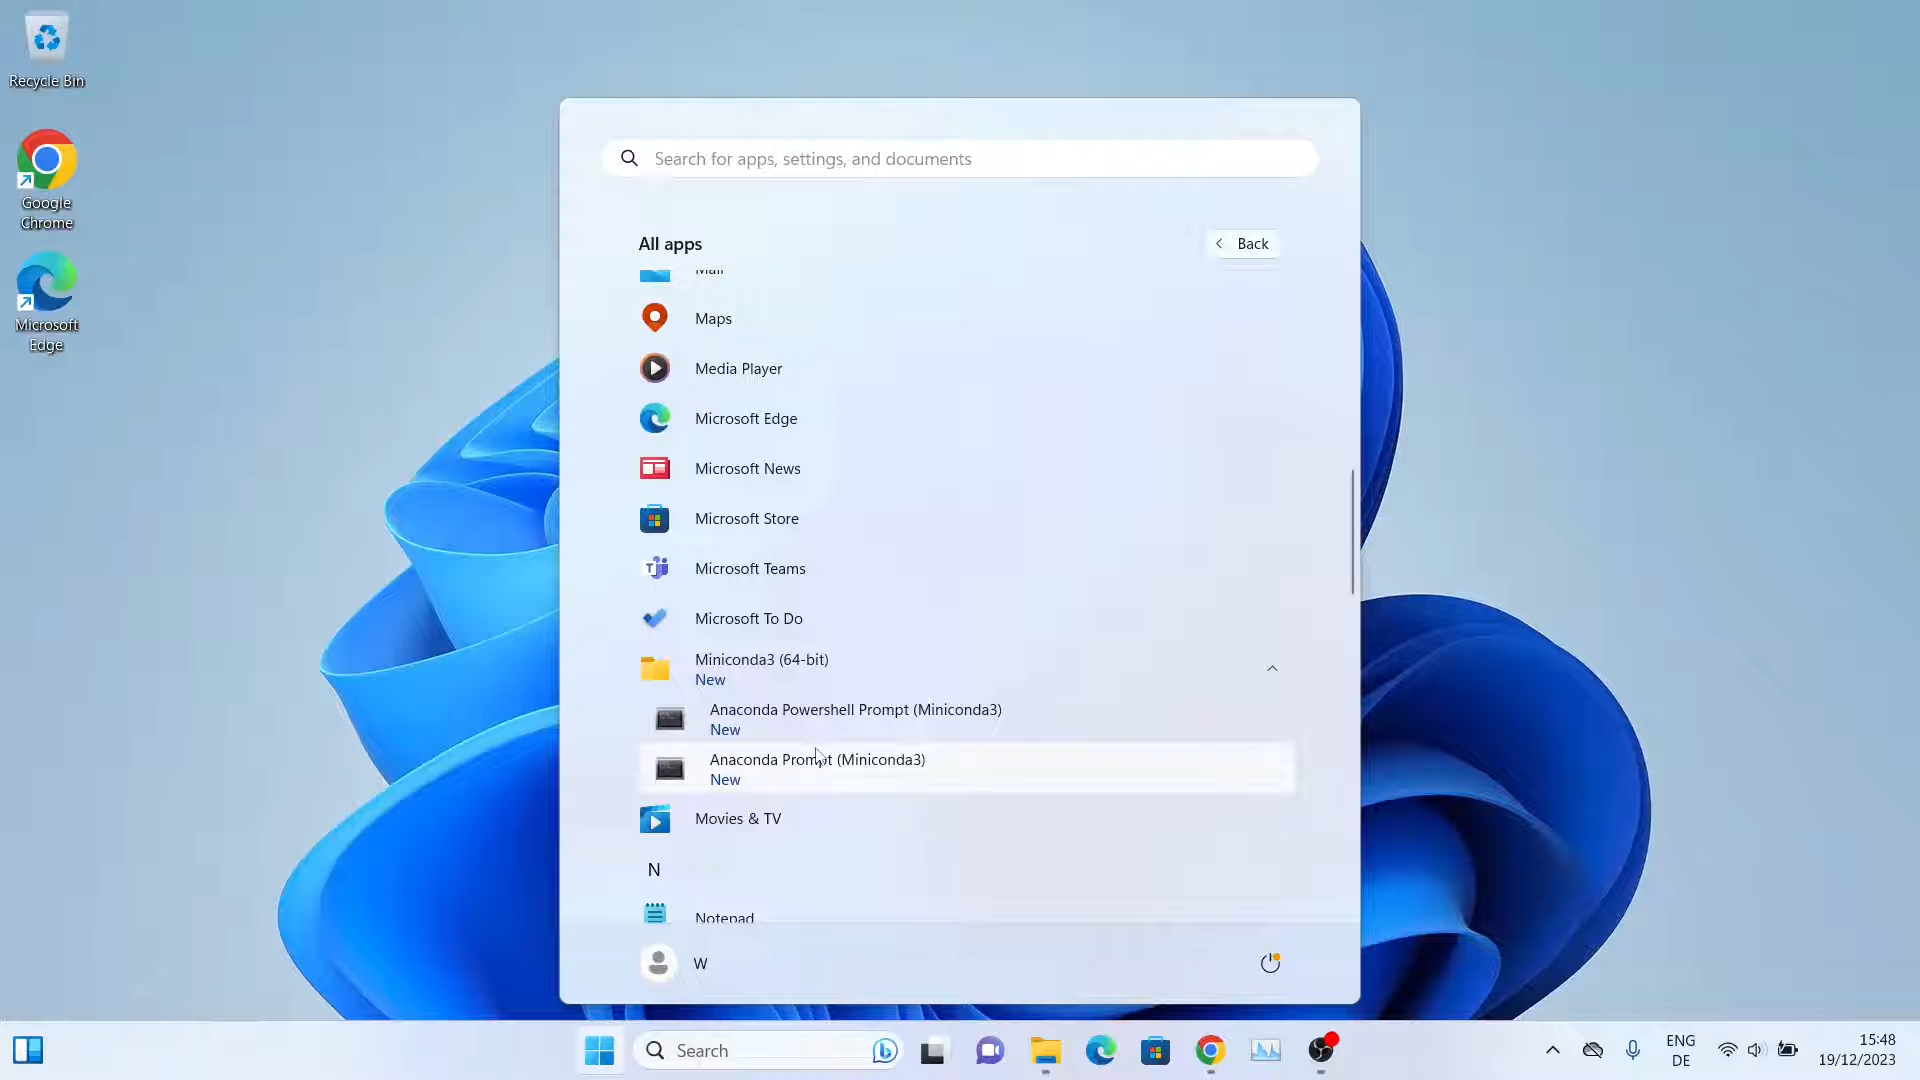 Recycle Bin
Google
Chrome
Microsoft
Edge
Search for apps, settings, and documents
All apps
Back
Mail
Maps
Media Player
Microsoft Edge
Microsoft News
Microsoft Store
Microsoft Teams
Microsoft To Do
Miniconda3 (64-bit)
New
Anaconda Powershell Prompt (Miniconda3)
New
Anaconda Prompt (Miniconda3)
New
Movies & TV
N
Notepad
W
Search
ENG
DE
15:48
19/12/2023